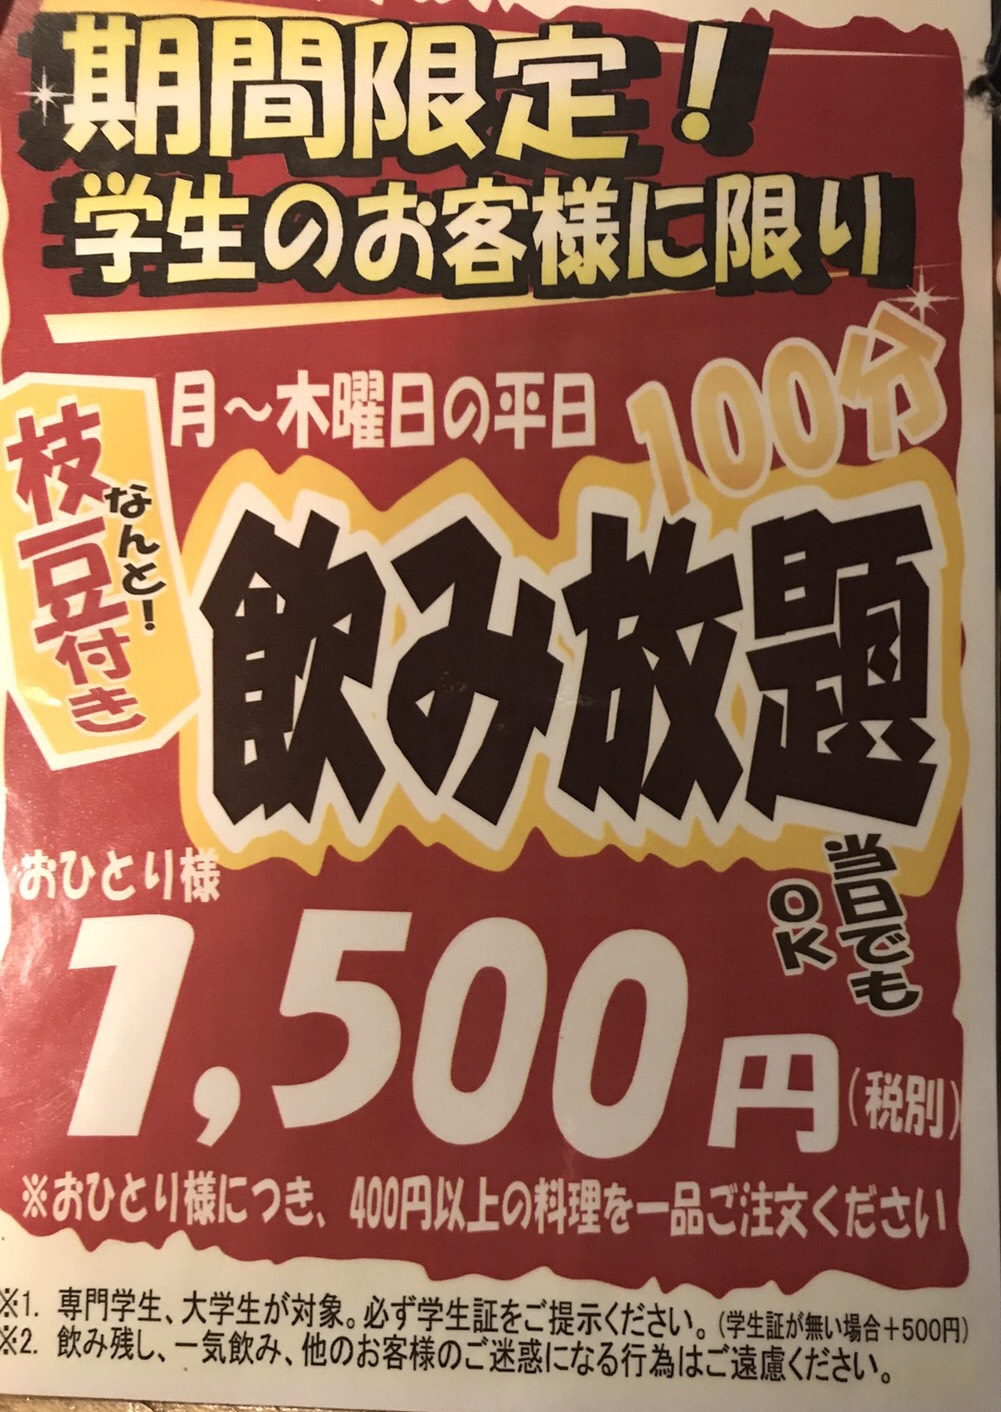 期間限定！
学生のお客様に限り
月～木曜日の平日
100分
枝豆付き
なんと！
飲み放題
当日でも
OK
おひとり様
1,500円(税別)
※おひとり様につき、400円以上の料理を一品ご注文ください
※1. 専門学生、大学生が対象。必ず学生証をご提示ください。(学生証が無い場合＋500円)
※2. 飲み残し、一気飲み、他のお客様のご迷惑になる行為はご遠慮ください。